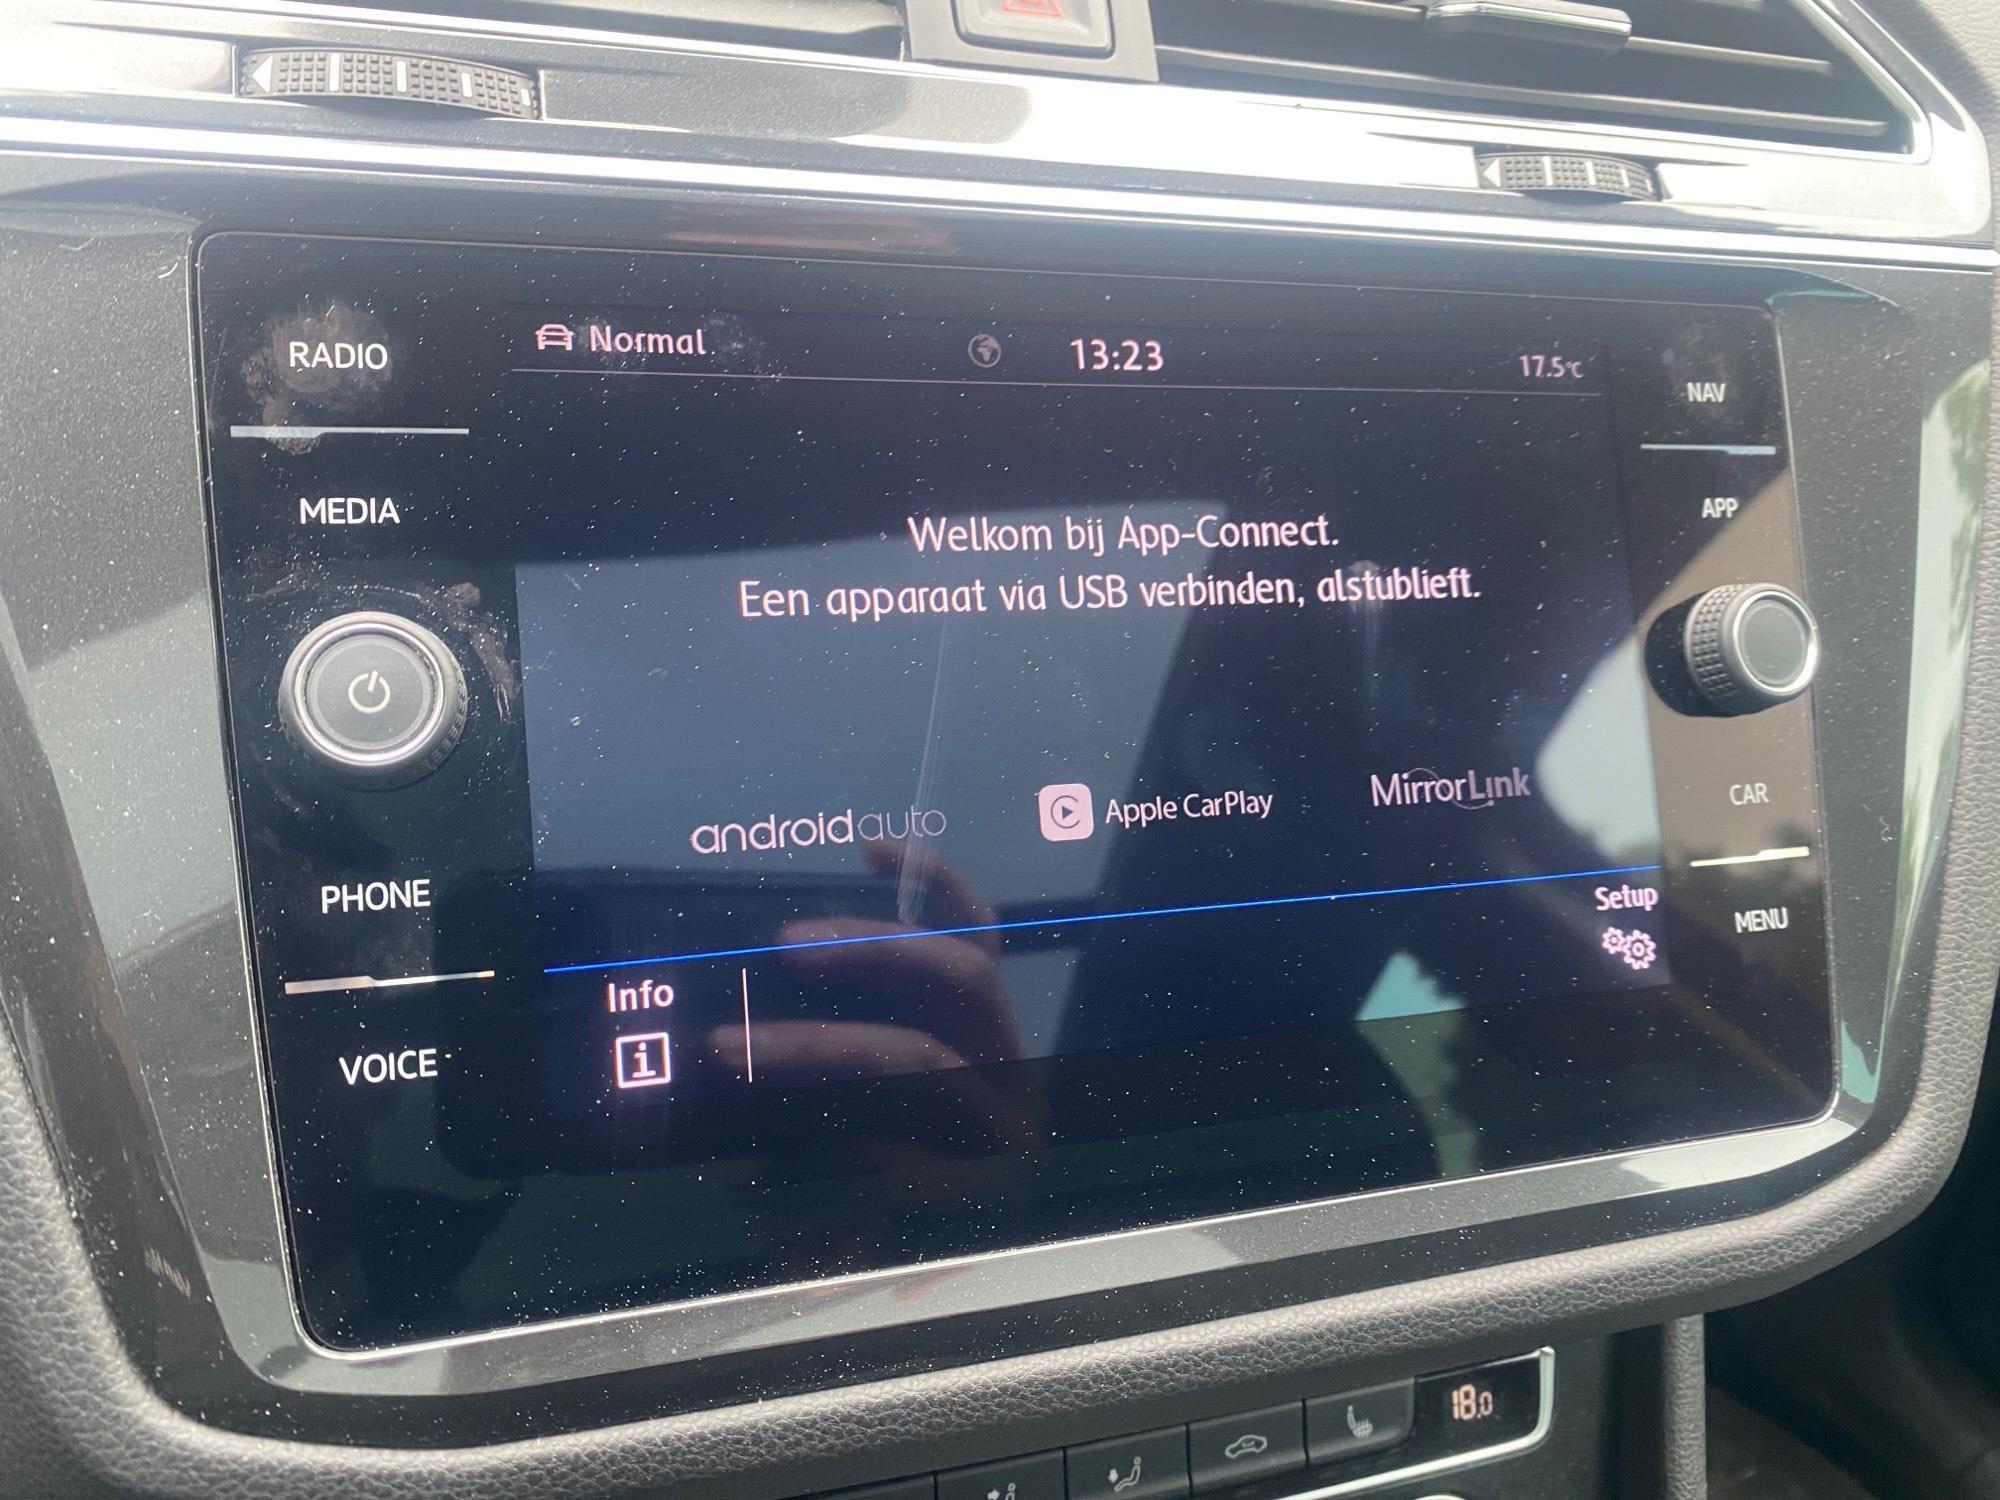 RADIO
MEDIA
PHONE
VOICE
Normal
13:23
17.5°C
Welkom bij App-Connect.
Een apparaat via USB verbinden, alstublieft.
androidauto
Apple CarPlay
MirrorLink
Info
i
Setup
NAV
APP
CAR
MENU
18.0